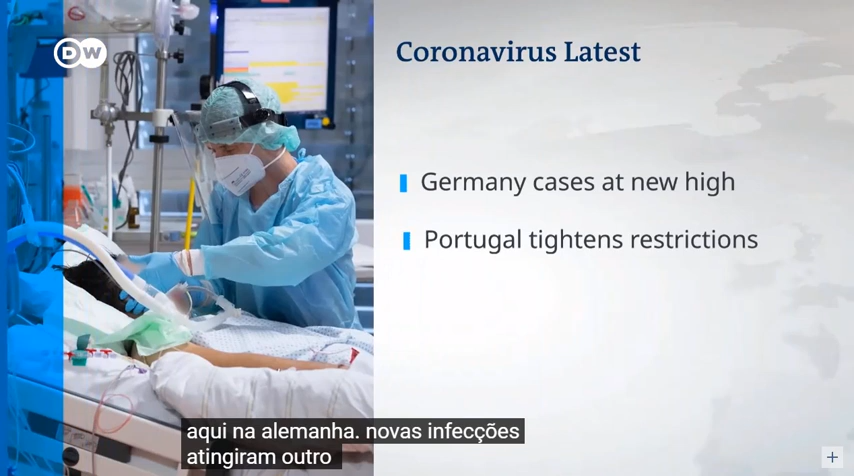 DW
Coronavirus Latest
Germany cases at new high
Portugal tightens restrictions
aqui na alemanha. novas infecções
atingiram outro